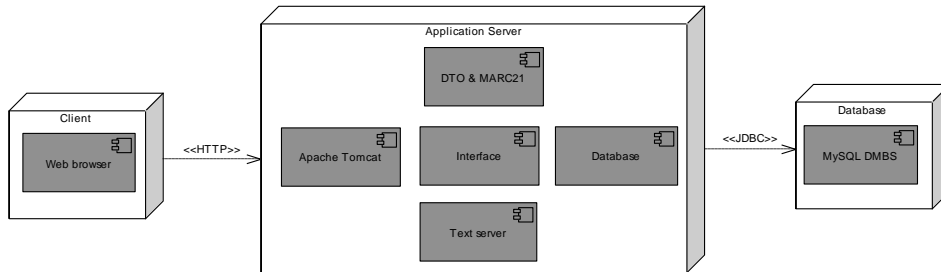 Application Server
DTO & MARC21
Client
Web browser
<<HTTP>>
Apache Tomcat
Interface
Database
Text server
<<JDBC>>
Database
MySQL DMBS